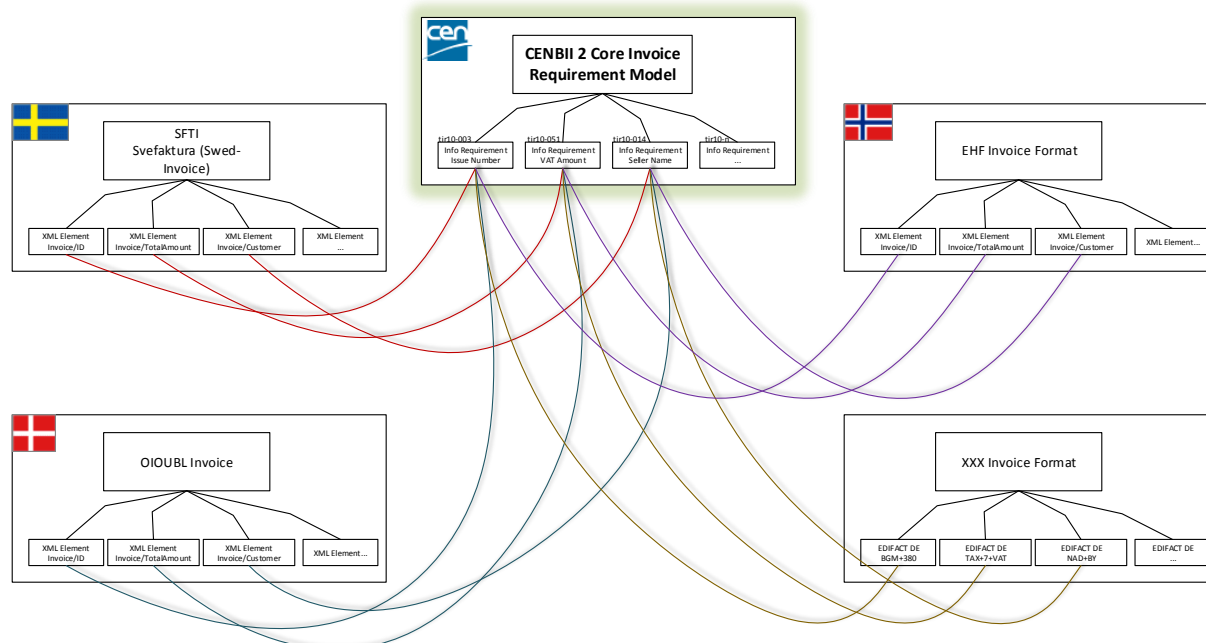 cen
CENBII 2 Core Invoice
Requirement Model
tir10-003
tir10-051
tir10-014
tir10-n
Info Requirement
Issue Number
Info Requirement
VAT Amount
Info Requirement
Seller Name
Info Requirement
...
SFTI
Svefaktura (Swed-
Invoice)
XML Element
Invoice/ID
XML Element
Invoice/TotalAmount
XML Element
Invoice/Customer
XML Element
...
EHF Invoice Format
XML Element
Invoice/ID
XML Element
Invoice/TotalAmount
XML Element
Invoice/Customer
XML Element...
OIOUBL Invoice
XML Element
Invoice/ID
XML Element
Invoice/TotalAmount
XML Element
Invoice/Customer
XML Element...
XXX Invoice Format
EDIFACT DE
BGM+380
EDIFACT DE
TAX+7+VAT
EDIFACT DE
NAD+BY
EDIFACT DE
...